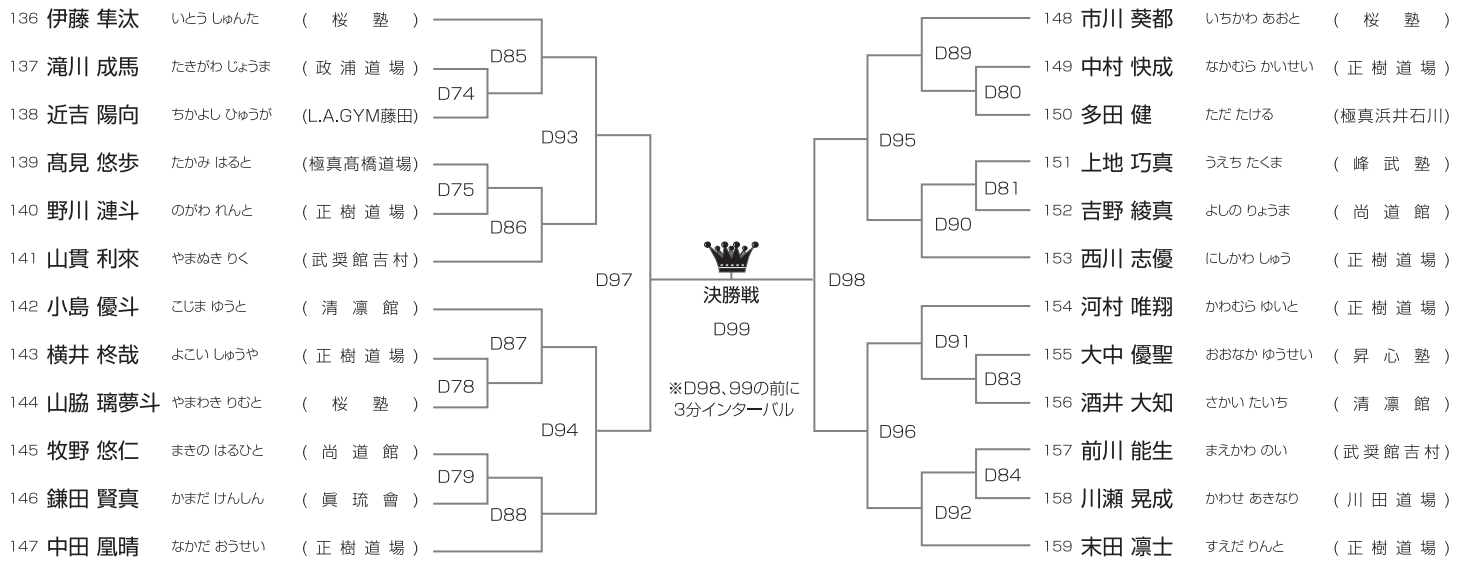 136 伊藤 隼汰 いとう しゅんた (桜塾)
137 滝川 成馬 たきがわ じょうま (政浦道場)
138 近吉 陽向 ちかよし ひゅうが (L.A.GYM藤田)
139 髙見 悠歩 たかみ はると (極真髙橋道場)
140 野川 漣斗 のがわ れんと (正樹道場)
141 山貫 利來 やまぬき りく (武奨館吉村)
142 小島 優斗 こじま ゆうと (清凛館)
143 横井 柊哉 よこい しゅうや (正樹道場)
144 山脇 璃夢斗 やまわき りむと (桜塾)
145 牧野 悠仁 まきの はるひと (尚道館)
146 鎌田 賢真 かまだ けんしん (眞琉會)
147 中田 凰晴 なかだ おうせい (正樹道場)
D85
D74
D93
D75
D86
D97
D87
D78
D94
D79
D88
決勝戦
D99
※D98、99の前に
3分インターバル
D89
D80
D95
D81
D90
D98
D91
D83
D96
D84
D92
148 市川 葵都 いちかわ あおと (桜塾)
149 中村 快成 なかむら かいせい (正樹道場)
150 多田 健 ただ たける (極真浜井石川)
151 上地 巧真 うえち たくま (峰武塾)
152 吉野 綾真 よしの りょうま (尚道館)
153 西川 志優 にしかわ しゅう (正樹道場)
154 河村 唯翔 かわむら ゆいと (正樹道場)
155 大中 優聖 おおなか ゆうせい (昇心塾)
156 酒井 大知 さかい たいち (清凛館)
157 前川 能生 まえかわ のい (武奨館吉村)
158 川瀬 晃成 かわせ あきなり (川田道場)
159 末田 凛士 すえだ りんと (正樹道場)